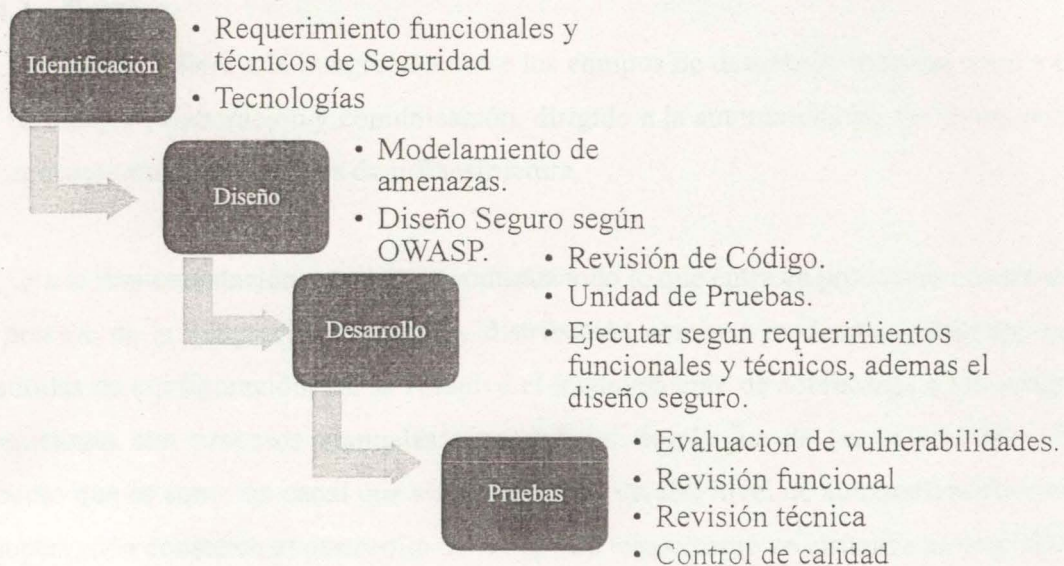 Identificación
• Requerimiento funcionales y
técnicos de Seguridad
• Tecnologías
Diseño
• Modelamiento de
amenazas.
• Diseño Seguro según
OWASP.
Desarrollo
• Revisión de Código.
• Unidad de Pruebas.
• Ejecutar según requerimientos
funcionales y técnicos, ademas el
diseño seguro.
Pruebas
• Evaluacion de vulnerabilidades.
• Revisión funcional
• Revisión técnica
• Control de calidad